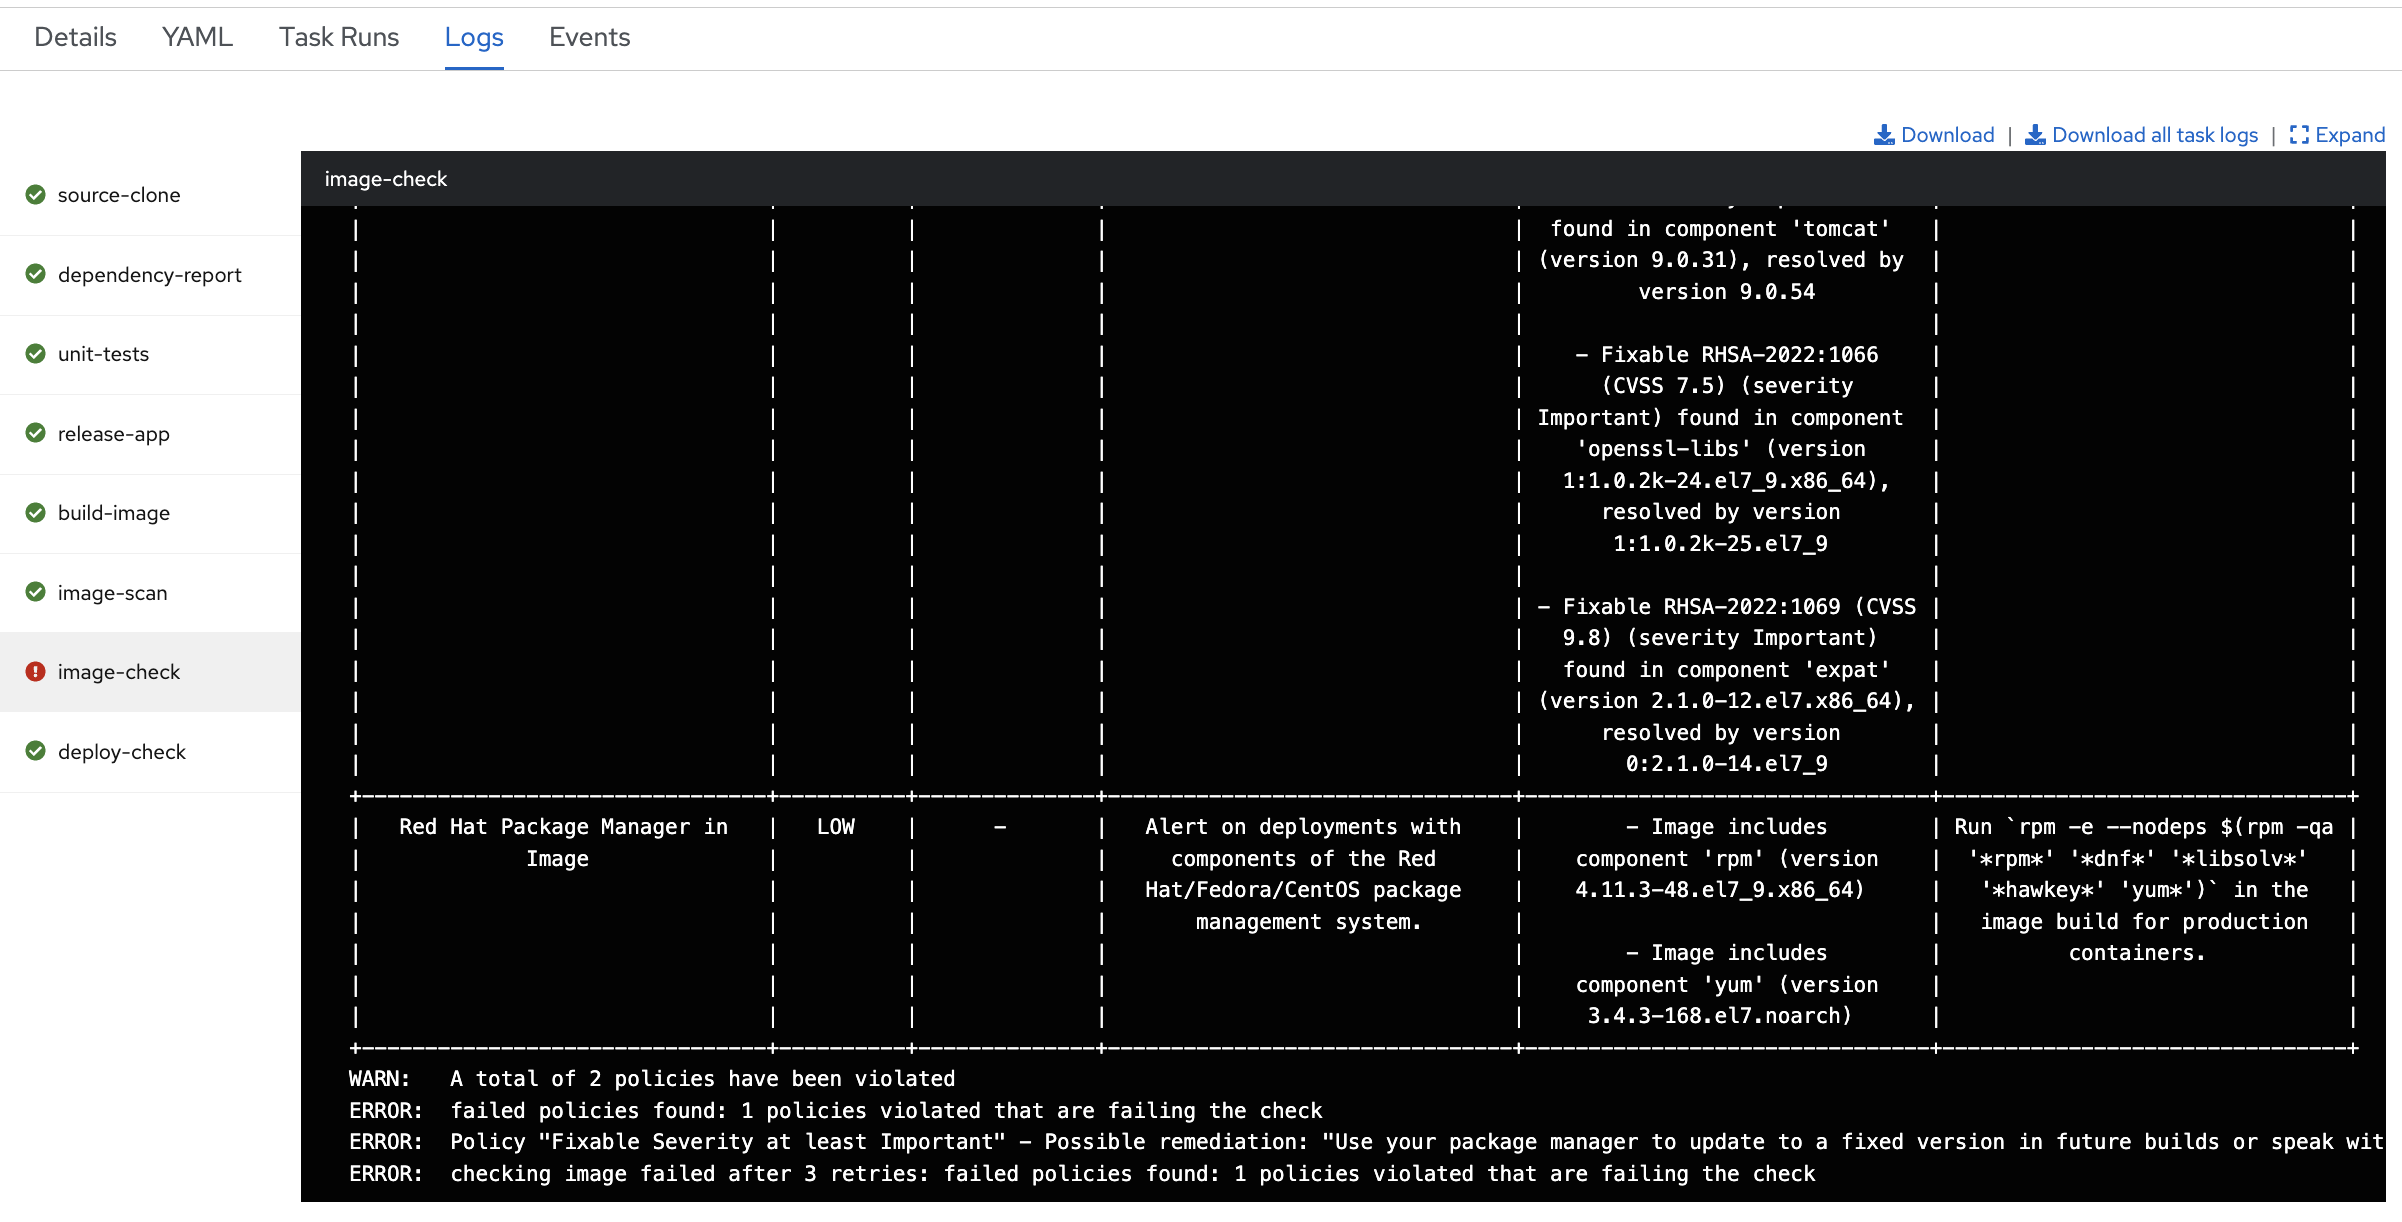 Details YAML Task Runs Logs Events
Download | Download all task logs | Expand
source-clone
dependency-report
unit-tests
release-app
build-image
image-scan
image-check
deploy-check
image-check
found in component 'tomcat'
(version 9.0.31), resolved by
version 9.0.54
- Fixable RHSA-2022:1066
(CVSS 7.5) (severity
Important) found in component
'openssl-libs' (version
1:1.0.2k-24.el7_9.x86_64),
resolved by version
1:1.0.2k-25.el7_9
- Fixable RHSA-2022:1069 (CVSS
9.8) (severity Important)
found in component 'expat'
(version 2.1.0-12.el7.x86_64),
resolved by version
0:2.1.0-14.el7_9
Red Hat Package Manager in
Image
LOW
-
Alert on deployments with
components of the Red
Hat/Fedora/CentOS package
management system.
- Image includes
component 'rpm' (version
4.11.3-48.el7_9.x86_64)
- Image includes
component 'yum' (version
3.4.3-168.el7.noarch)
Run `rpm -e --nodeps $(rpm -qa
'*rpm*' '*dnf*' '*libsolv*'
'*hawkey*' 'yum*')` in the
image build for production
containers.
WARN: A total of 2 policies have been violated
ERROR: failed policies found: 1 policies violated that are failing the check
ERROR: Policy "Fixable Severity at least Important" - Possible remediation: "Use your package manager to update to a fixed version in future builds or speak wit
ERROR: checking image failed after 3 retries: failed policies found: 1 policies violated that are failing the check